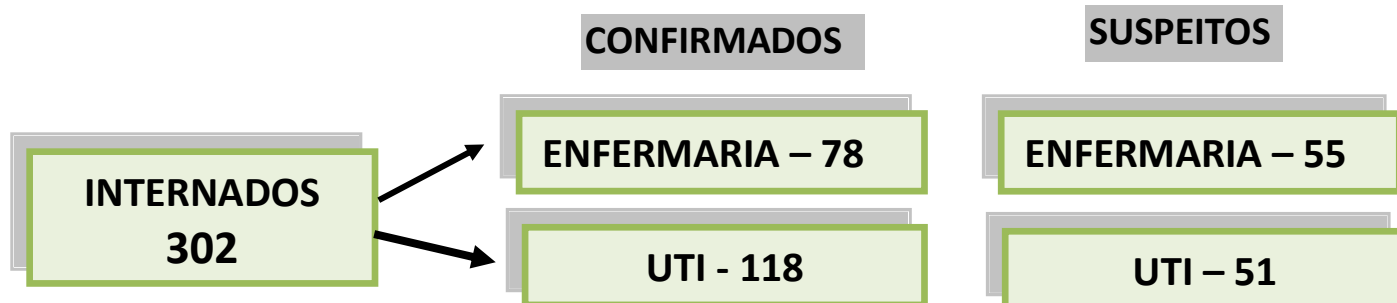 CONFIRMADOS
SUSPEITOS
INTERNADOS
302
ENFERMARIA – 78
ENFERMARIA – 55
UTI - 118
UTI – 51